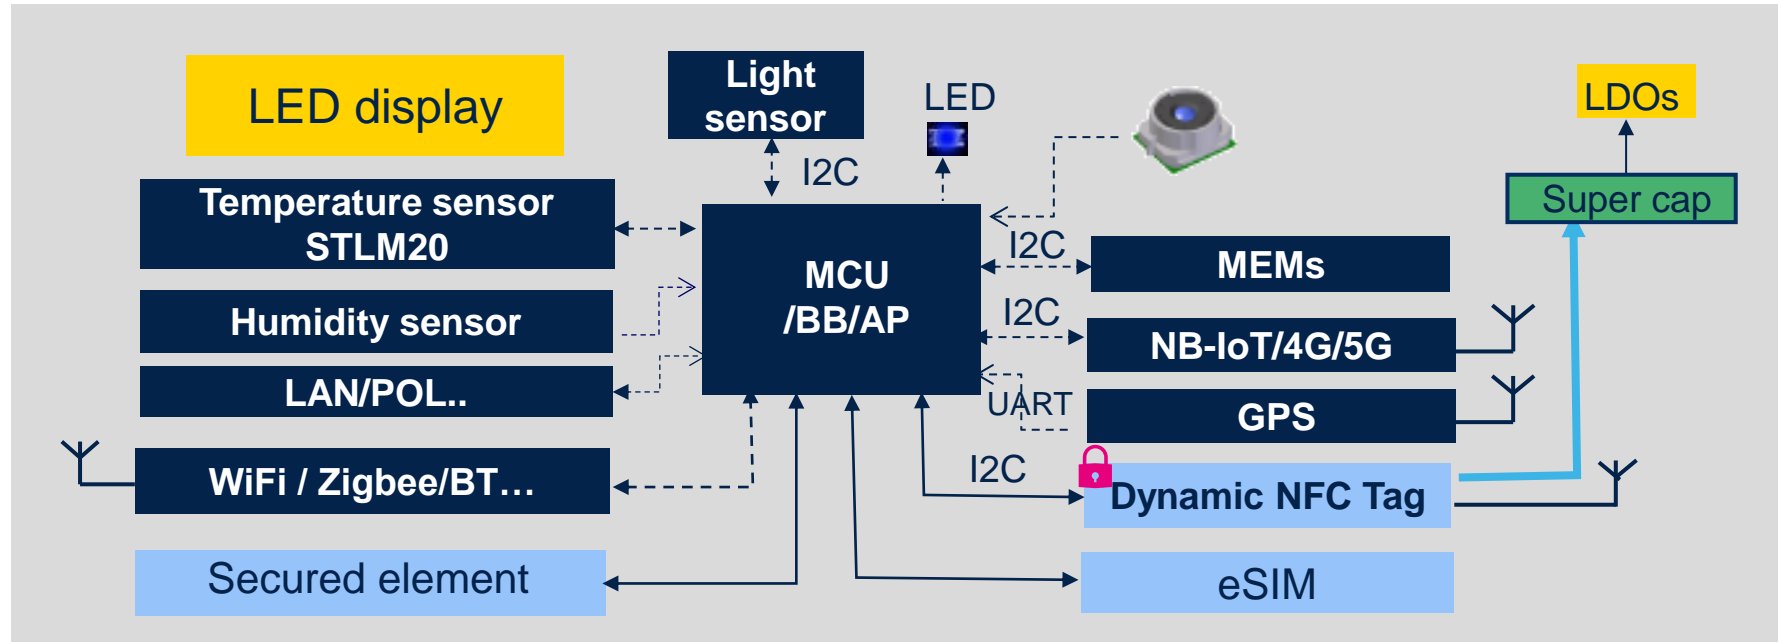 LED display
Light
sensor
I2C
LED
LDOs
Super cap
Temperature sensor
STLM20
Humidity sensor
LAN/POL..
WiFi / Zigbee/BT…
Secured element
MCU
/BB/AP
I2C
MEMs
I2C
NB-IoT/4G/5G
UART
GPS
I2C
Dynamic NFC Tag
eSIM